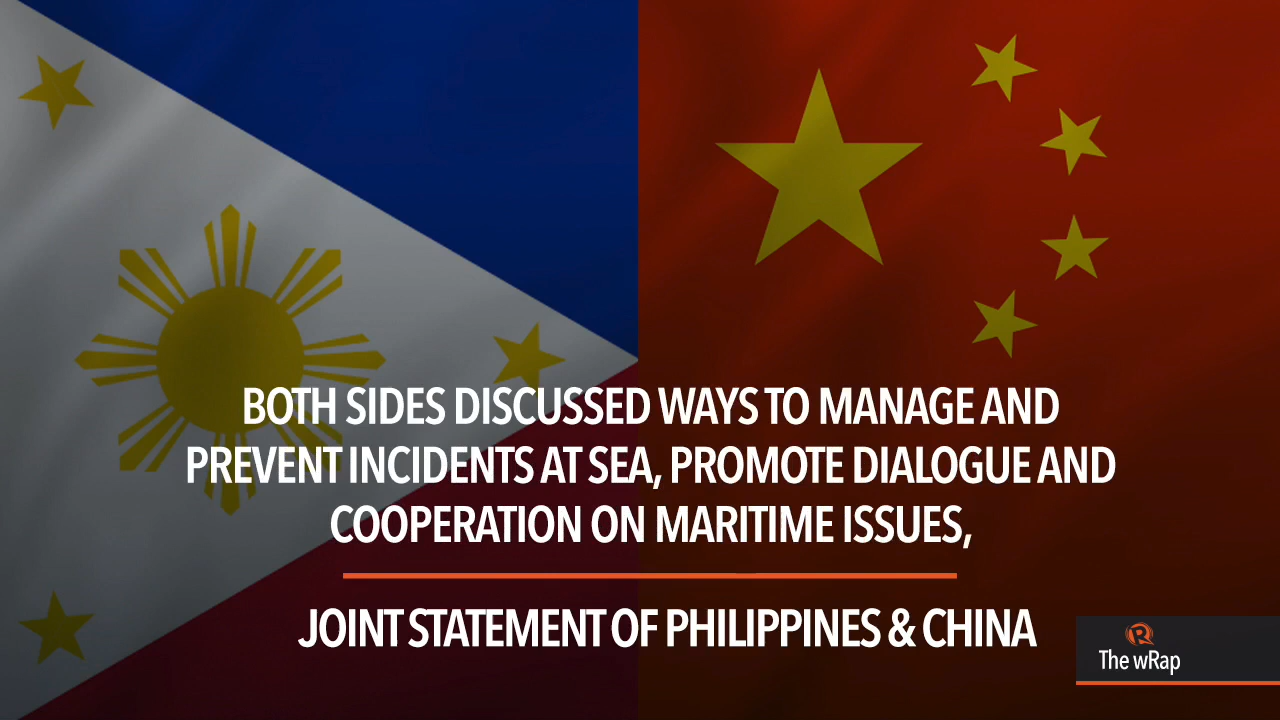 BOTH SIDES DISCUSSED WAYS TO MANAGE AND
PREVENT INCIDENTS AT SEA, PROMOTE DIALOGUE AND
COOPERATION ON MARITIME ISSUES,
JOINT STATEMENT OF PHILIPPINES & CHINA
R
The wRap